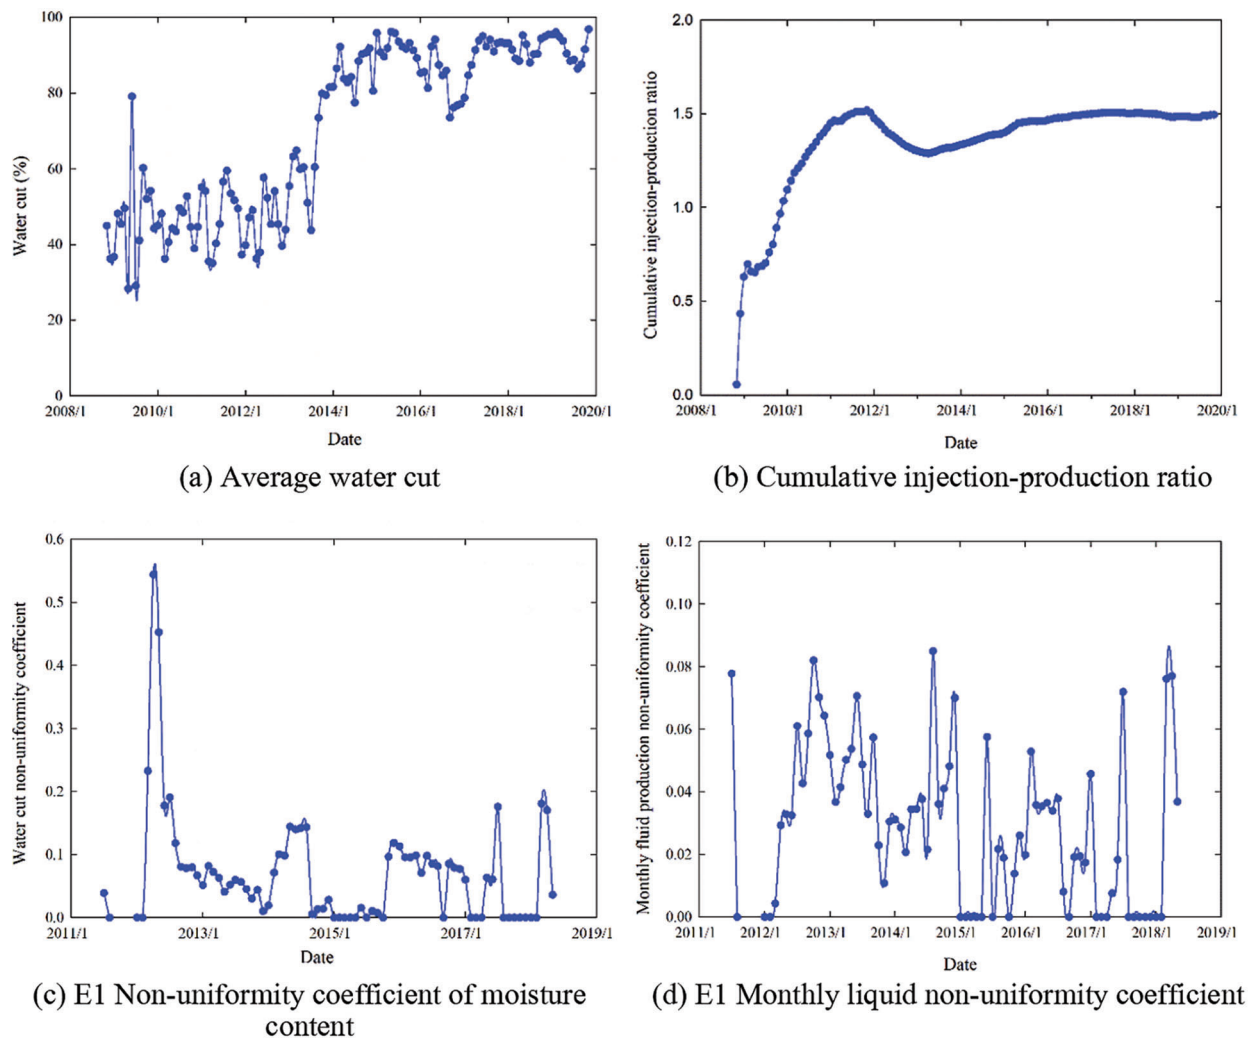 100
80
60
40
20
0
Water cut (%)
2008/1 2010/1 2012/1 2014/1 2016/1 2018/1 2020/1
Date
(a) Average water cut
2.0
1.5
1.0
0.5
0.0
Cumulative injection-production ratio
2008/1 2010/1 2012/1 2014/1 2016/1 2018/1 2020/1
Date
(b) Cumulative injection-production ratio
0.6
0.5
0.4
0.3
0.2
0.1
0.0
Water cut non-uniformity coefficient
2011/1 2013/1 2015/1 2017/1 2019/1
Date
(c) E1 Non-uniformity coefficient of moisture
content
0.12
0.10
0.08
0.06
0.04
0.02
0.00
Monthly fluid production non-uniformity coefficient
2011/1 2012/1 2013/1 2014/1 2015/1 2016/1 2017/1 2018/1 2019/1
Date
(d) E1 Monthly liquid non-uniformity coefficient